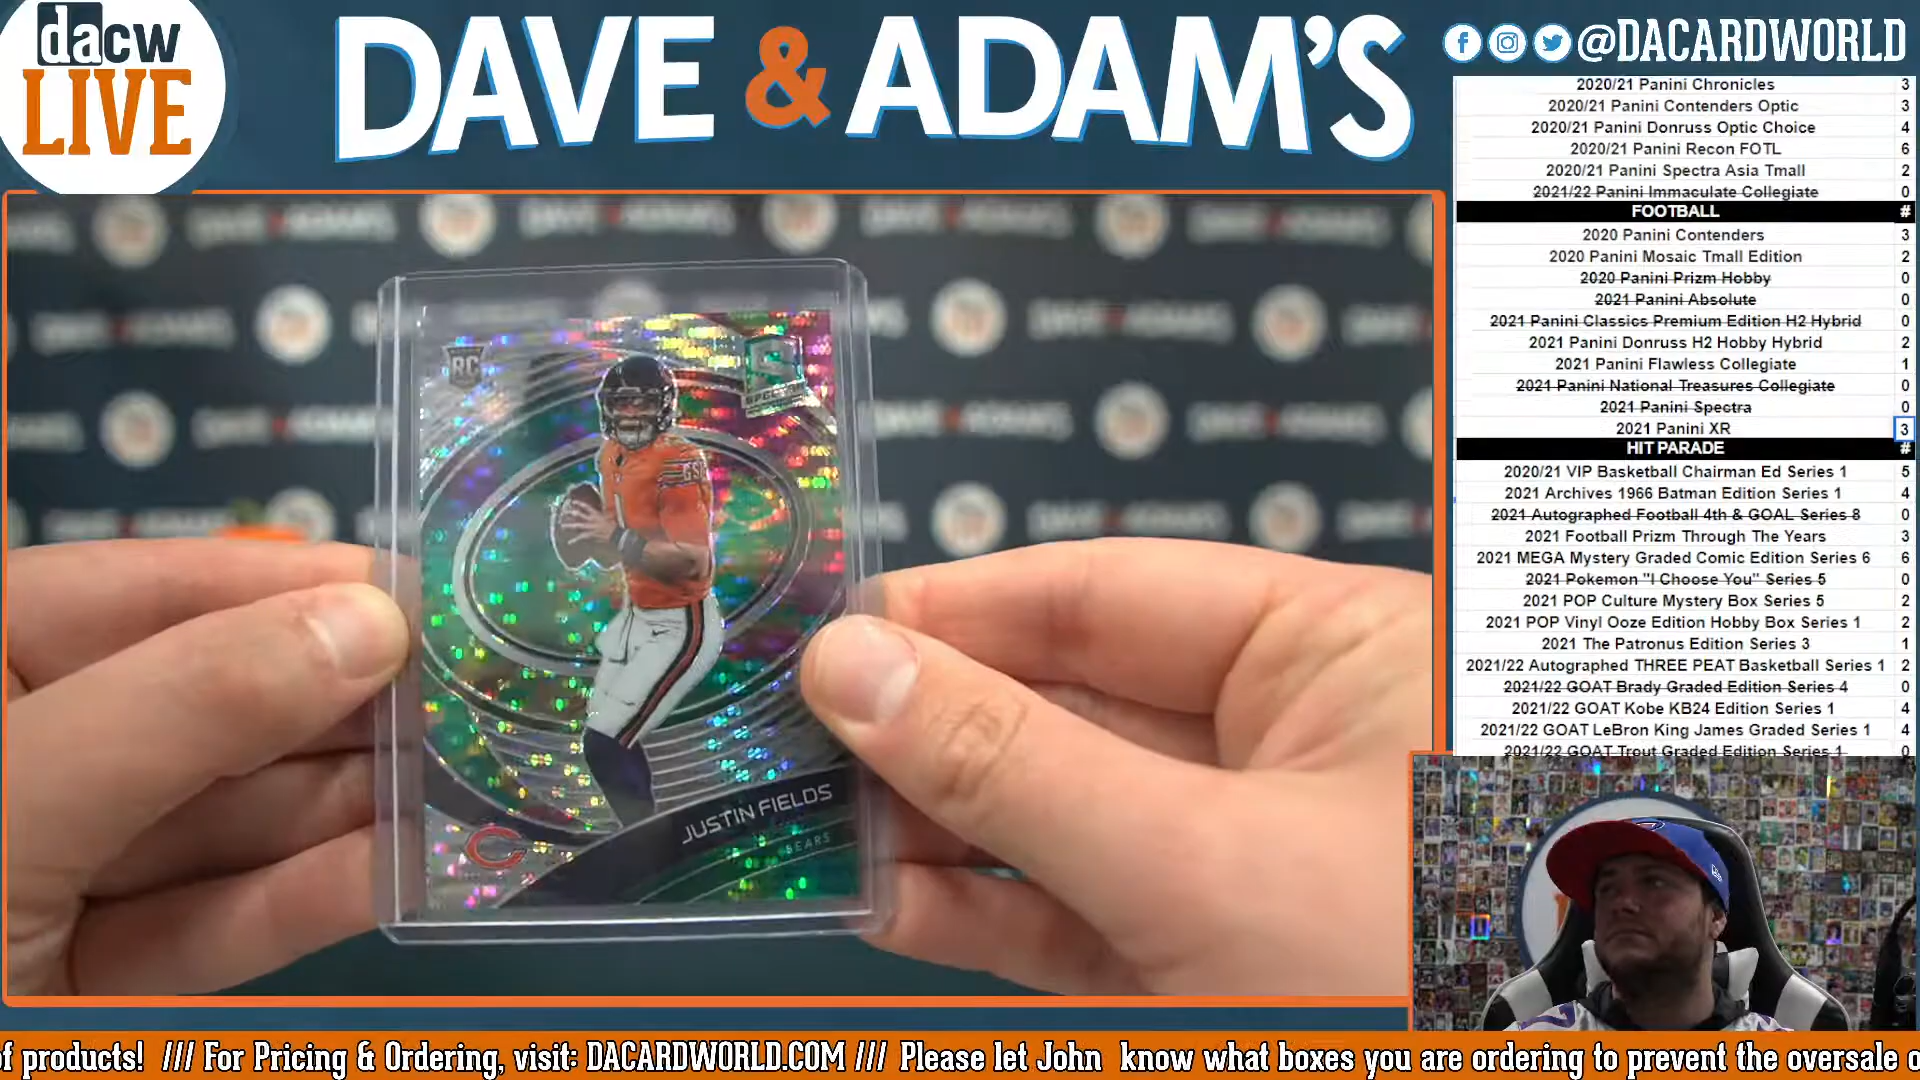 dacw
LIVE
DAVE & ADAM'S
@DACARDWORLD
2020/21 Panini Chronicles 3
2020/21 Panini Contenders Optic 3
2020/21 Panini Donruss Optic Choice 4
2020/21 Panini Recon FOTL 6
2020/21 Panini Spectra Asia Tmall 2
2021/22 Panini Immaculate Collegiate 0
FOOTBALL #
2020 Panini Contenders 3
2020 Panini Mosaic Tmall Edition 2
2020 Panini Prizm Hobby 0
2021 Panini Absolute 0
2021 Panini Classics Premium Edition H2 Hybrid 0
2021 Panini Donruss H2 Hobby Hybrid 2
2021 Panini Flawless Collegiate 1
2021 Panini National Treasures Collegiate 0
2021 Panini Spectra 0
2021 Panini XR 3
HIT PARADE #
2020/21 VIP Basketball Chairman Ed Series 1 5
2021 Archives 1966 Batman Edition Series 1 4
2021 Autographed Football 4th & GOAL Series 8 0
2021 Football Prizm Through The Years 3
2021 MEGA Mystery Graded Comic Edition Series 6 6
2021 Pokemon "I Choose You" Series 5 0
2021 POP Culture Mystery Box Series 5 2
2021 POP Vinyl Ooze Edition Hobby Box Series 1 2
2021 The Patronus Edition Series 3 1
2021/22 Autographed THREE PEAT Basketball Series 1 2
2021/22 GOAT Brady Graded Edition Series 4 0
2021/22 GOAT Kobe KB24 Edition Series 1 4
2021/22 GOAT LeBron King James Graded Series 1 4
2021/22 GOAT Trout Graded Edition Series 1 0
RC
SPECTRA
GSH
JUSTIN FIELDS
BEARS
of products! /// For Pricing & Ordering, visit: DACARDWORLD.COM /// Please let John know what boxes you are ordering to prevent the oversale o